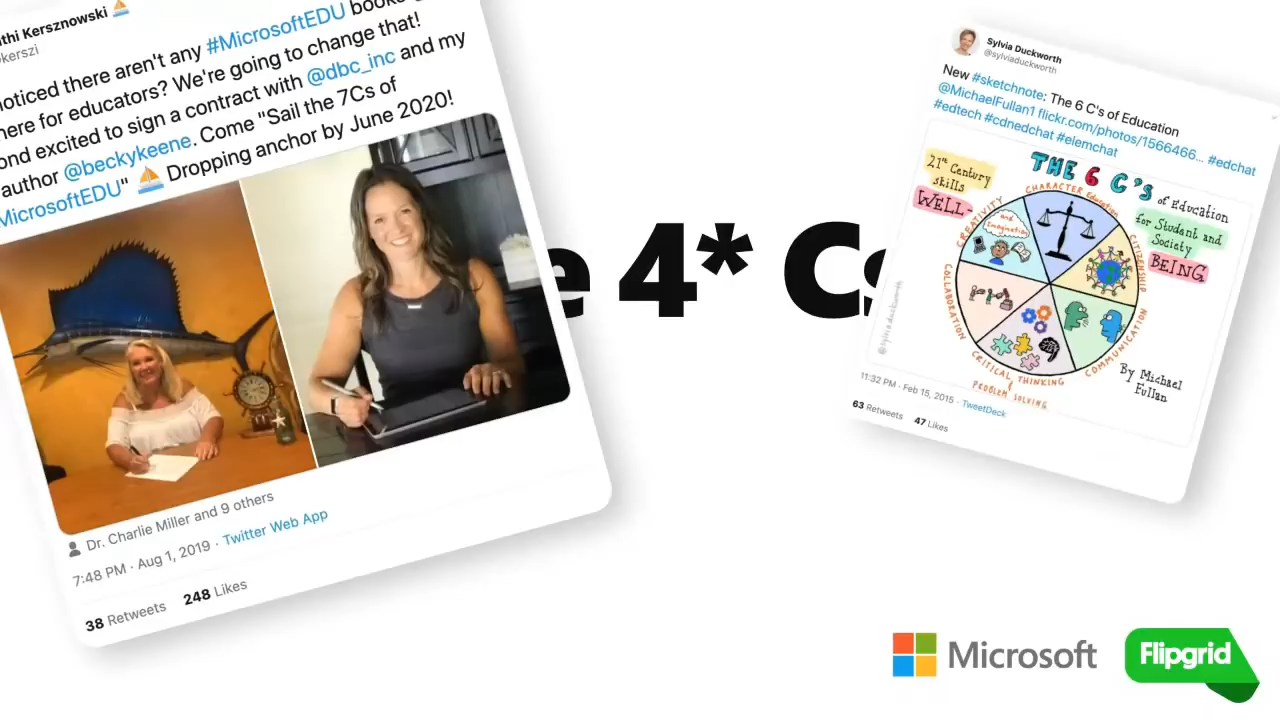 thi Kersznowski
kerszi
noticed there aren't any #MicrosoftEDU books
here for educators? We're going to change that!
ond excited to sign a contract with @dbc_inc and my
author @beckykeene. Come "Sail the 7Cs of
MicrosoftEDU" Dropping anchor by June 2020!
Dr. Charlie Miller and 9 others
7:48 PM · Aug 1, 2019 · Twitter Web App
38 Retweets 248 Likes
e 4* Cs
Sylvia Duckworth
@sylviaduckworth
New #sketchnote: The 6 C's of Education
@MichaelFullan1 flickr.com/photos/1566466... #edchat
#edtech #cdnedchat #elemchat
THE 6 C's of Education
for Student and
Society
BEING
21st Century
skills
WELL-
CHARACTER Education
CITIZENSHIP
COMMUNICATION
CRITICAL THINKING
&
PROBLEM SOLVING
COLLABORATION
CREATIVITY
and
imagination
By Michael
Fullan
@sylviaduckworth
11:32 PM · Feb 15, 2015 · TweetDeck
63 Retweets 47 Likes
Microsoft
Flipgrid